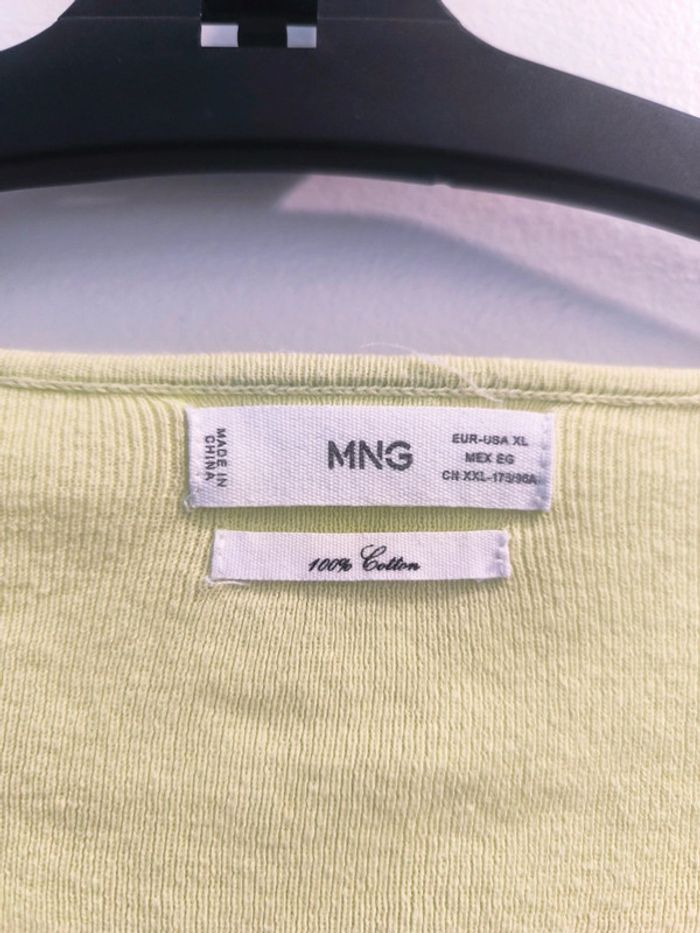 MADE IN
CHINA
MNG
EUR-USA XL
MEX EG
CN XXL-175/96A
100% Cotton